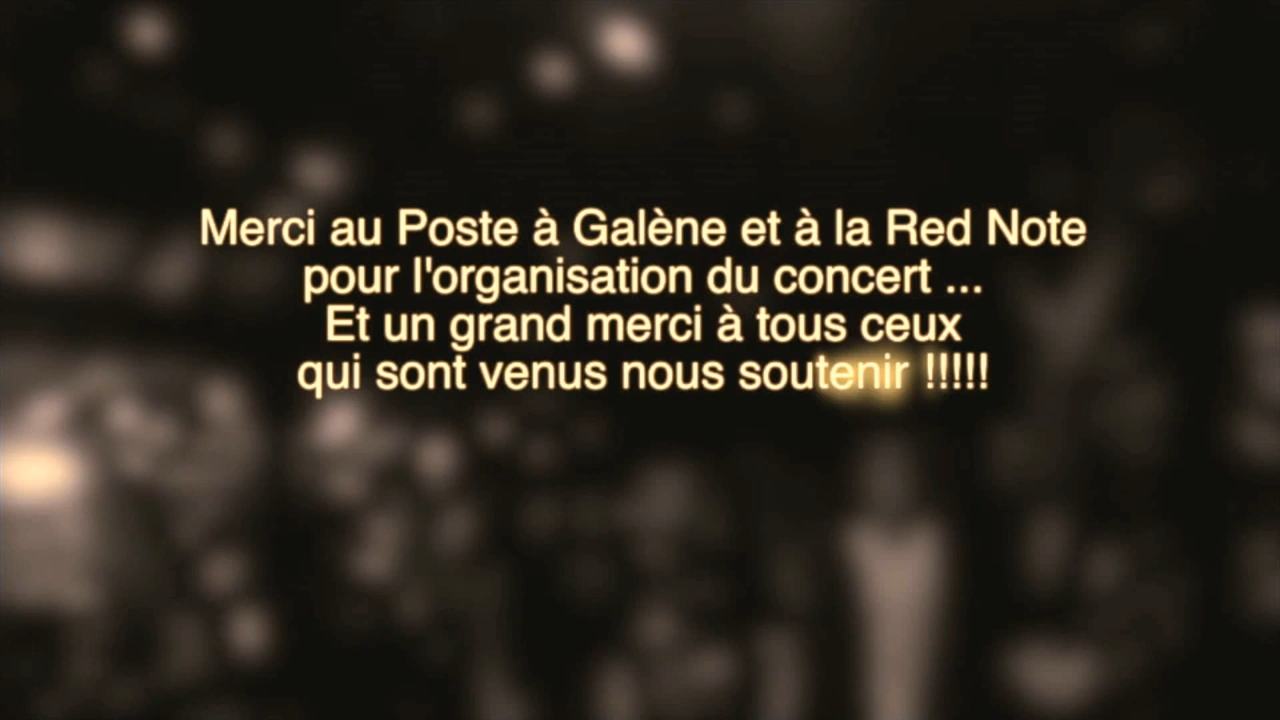 Merci au Poste à Galène et à la Red Note
pour l'organisation du concert ...
Et un grand merci à tous ceux
qui sont venus nous soutenir !!!!!